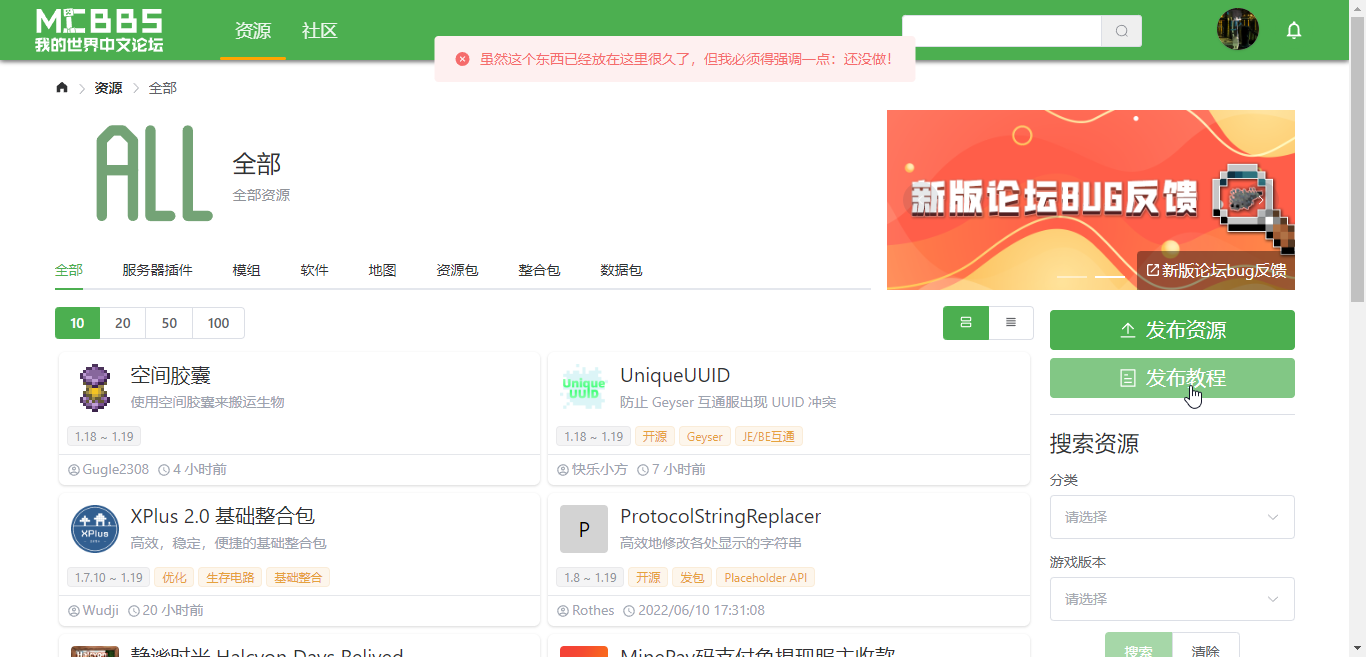 MCBBS
我的世界中文论坛
资源 社区
虽然这个东西已经放在这里很久了，但我必须得强调一点：还没做！
资源 全部
ALL
全部
全部资源
新版论坛BUG反馈
新版论坛bug反馈
全部 服务器插件 模组 软件 地图 资源包 整合包 数据包
10 20 50 100
发布资源
发布教程
空间胶囊
使用空间胶囊来搬运生物
1.18 ~ 1.19
Gugle2308 4 小时前
Unique UUID
UniqueUUID
防止 Geyser 互通服出现 UUID 冲突
1.18 ~ 1.19 开源 Geyser JE/BE互通
快乐小方 7 小时前
XPlus
XPlus 2.0 基础整合包
高效，稳定，便捷的基础整合包
1.7.10 ~ 1.19 优化 生存电路 基础整合
Wudji 20 小时前
P
ProtocolStringReplacer
高效地修改各处显示的字符串
1.8 ~ 1.19 开源 发包 Placeholder API
Rothes 2022/06/10 17:31:08
静谧时光 Halcyon Days Relived
MinePay码支付免提现服主收款
搜索资源
分类
请选择
游戏版本
请选择
搜索 清除